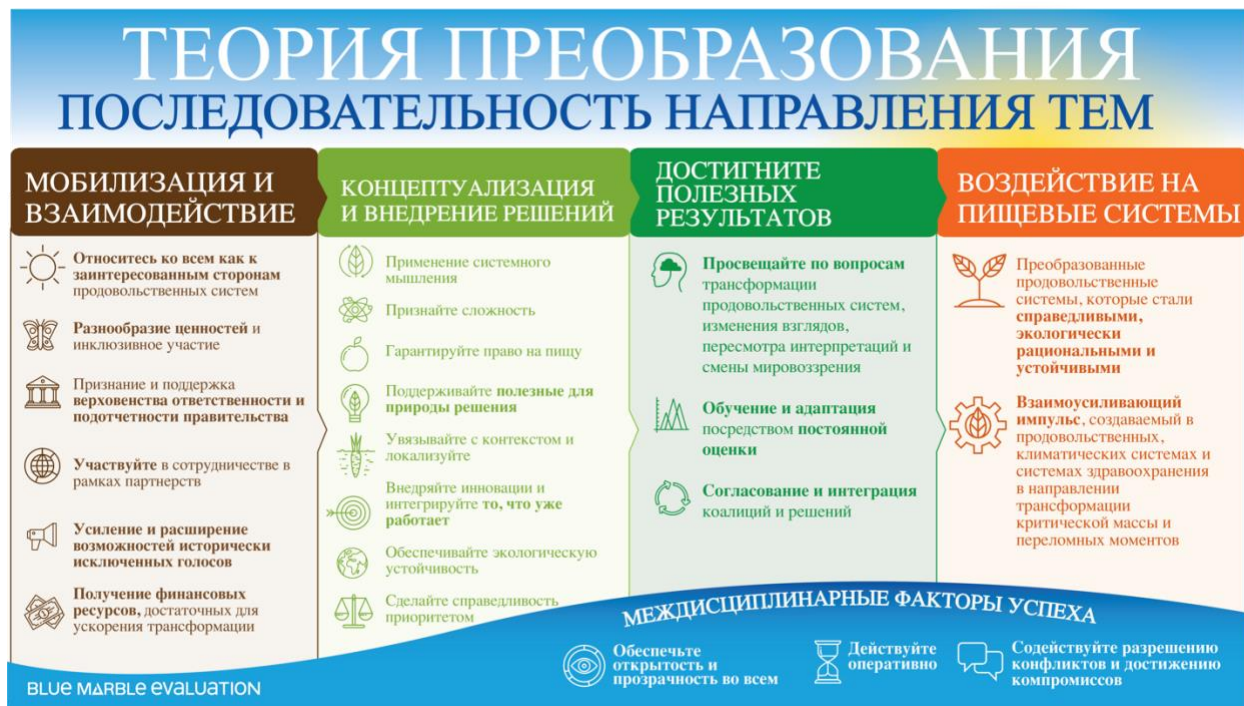 ТЕОРИЯ ПРЕОБРАЗОВАНИЯ
ПОСЛЕДОВАТЕЛЬНОСТЬ НАПРАВЛЕНИЯ ТЕМ
МОБИЛИЗАЦИЯ И
ВЗАИМОДЕЙСТВИЕ
Относитесь ко всем как к
заинтересованным сторонам
продовольственных систем
Разнообразие ценностей и
инклюзивное участие
Признание и поддержка
верховенства ответственности и
подотчетности правительства
Участвуйте в сотрудничестве в
рамках партнерств
Усиление и расширение
возможностей исторически
исключенных голосов
Получение финансовых
ресурсов, достаточных для
ускорения трансформации
КОНЦЕПТУАЛИЗАЦИЯ
И ВНЕДРЕНИЕ РЕШЕНИЙ
Применение системного
мышления
Признайте сложность
Гарантируйте право на пищу
Поддерживайте полезные для
природы решения
Увязывайте с контекстом и
локализуйте
Внедряйте инновации и
интегрируйте то, что уже
работает
Обеспечивайте экологическую
устойчивость
Сделайте справедливость
приоритетом
ДОСТИГНИТЕ
ПОЛЕЗНЫХ
РЕЗУЛЬТАТОВ
Просвещайте по вопросам
трансформации
продовольственных систем,
изменения взглядов,
пересмотра интерпретаций и
смены мировоззрения
Обучение и адаптация
посредством постоянной
оценки
Согласование и интеграция
коалиций и решений
ВОЗДЕЙСТВИЕ НА
ПИЩЕВЫЕ СИСТЕМЫ
Преобразованные
продовольственные
системы, которые стали
справедливыми,
экологически
рациональными и
устойчивыми
Взаимоусиливающий
импульс, создаваемый в
продовольственных,
климатических системах и
системах здравоохранения
в направлении
трансформации
критической массы и
переломных моментов
МЕЖДИСЦИПЛИНАРНЫЕ ФАКТОРЫ УСПЕХА
Обеспечьте
открытость и
прозрачность во всем
Действуйте
оперативно
Содействуйте разрешению
конфликтов и достижению
компромиссов
BLUE MARBLE EVALUATION